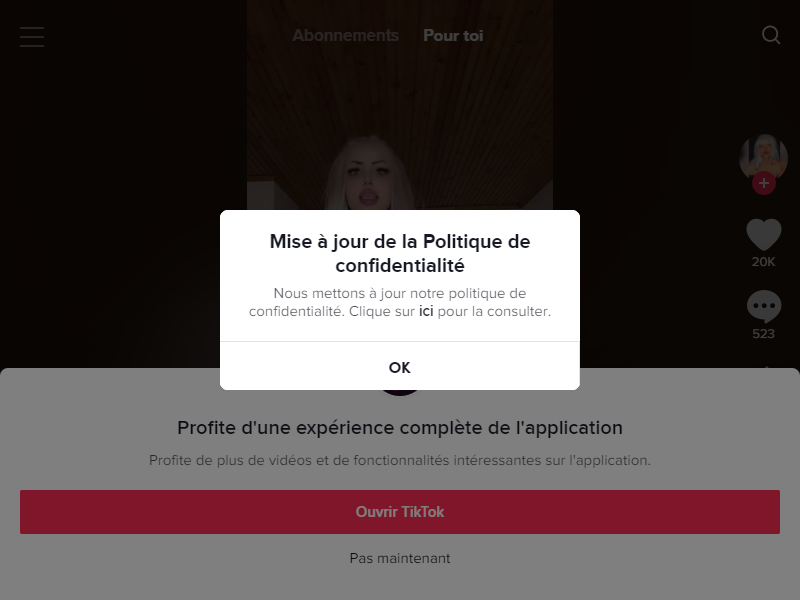 Abonnements
Pour toi
20K
523
Mise à jour de la Politique de
confidentialité
Nous mettons à jour notre politique de
confidentialité. Clique sur ici pour la consulter.
OK
Profite d'une expérience complète de l'application
Profite de plus de vidéos et de fonctionnalités intéressantes sur l'application.
Ouvrir TikTok
Pas maintenant